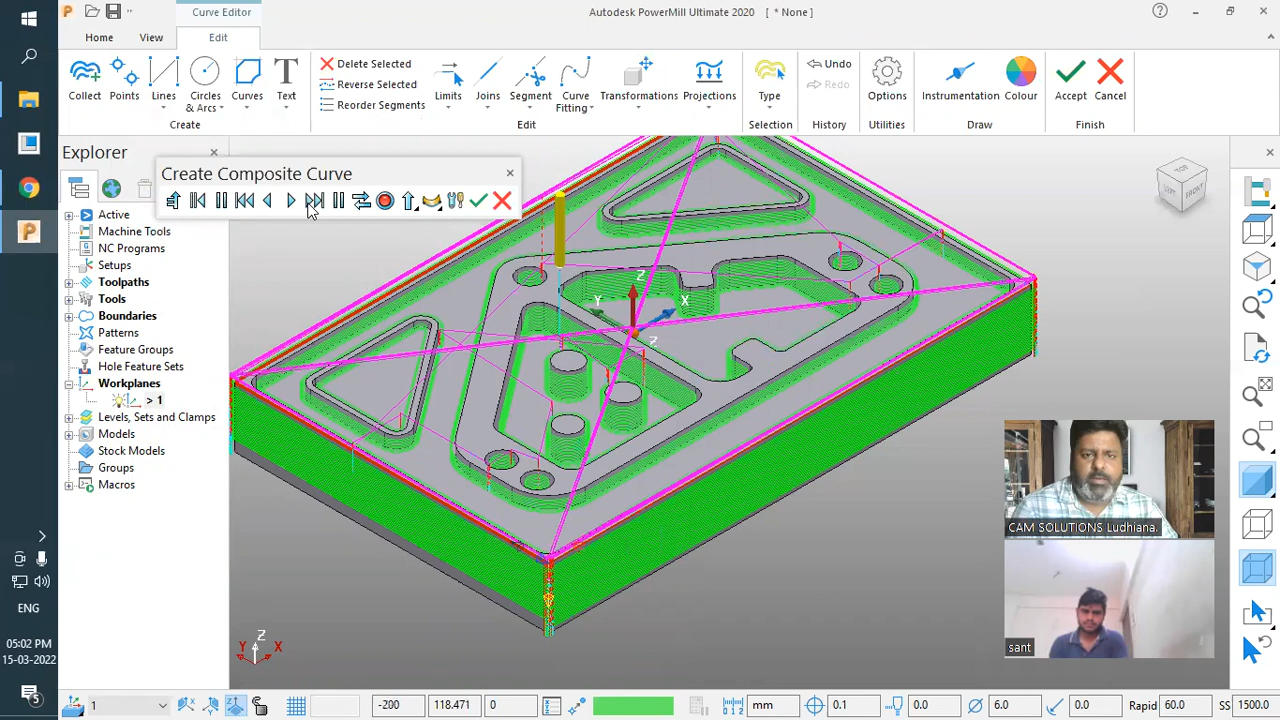 Curve Editor
Autodesk PowerMill Ultimate 2020 [ * None ]
Home View Edit
Collect Points Lines Circles & Arcs Curves Text
Delete Selected
Reverse Selected
Reorder Segments
Limits Joins Segment Curve Fitting Transformations Projections
Type
Undo
Redo
Options
Instrumentation Colour
Accept Cancel
Create Edit Selection History Utilities Draw Finish
Explorer
Create Composite Curve
Active
Machine Tools
NC Programs
Setups
Toolpaths
Tools
Boundaries
Patterns
Feature Groups
Hole Feature Sets
Workplanes
> 1
Levels, Sets and Clamps
Models
Stock Models
Groups
Macros
Z
Y X
Z
LEFT FRONT
CAM SOLUTIONS Ludhiana.
sant
ENG
05:02 PM
15-03-2022
5
Z
Y X
1 -200 118.471 0 mm 0.1 0.0 6.0 0.0 Rapid 60.0 SS 1500.0